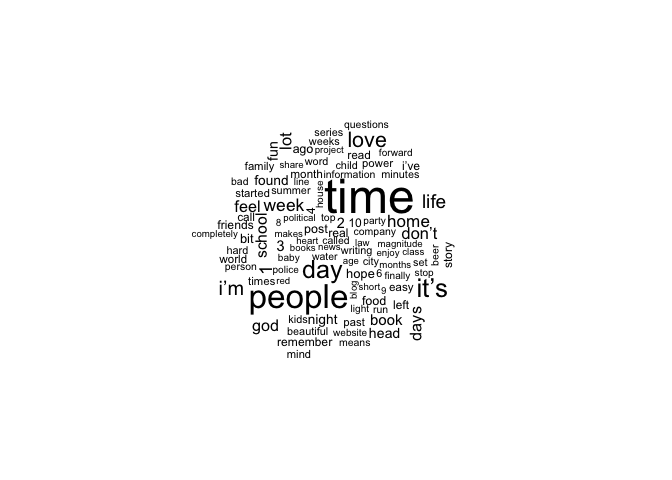 questions
series
weeks
love
fun
lot
ago
project
read
forward
4
word
child
power
i've
family
share
month
information
minutes
bad
found
line
started
summer
house
time
life
feel
week
4
call
friends
8
political
top
2
10
party
home
completely
bit
school
makes
post
real
company
don't
hard
3
heart
called
law
magnitude
world
books
news
writing
enjoy
class
beer
story
baby
water
person
1
police
day
age
city
months
set
hope
6
finally
stop
i'm
times
red
people
blog
short
9
easy
it's
food
light
run
left
days
god
kids
night
past
book
beautiful
website
head
remember
means
mind